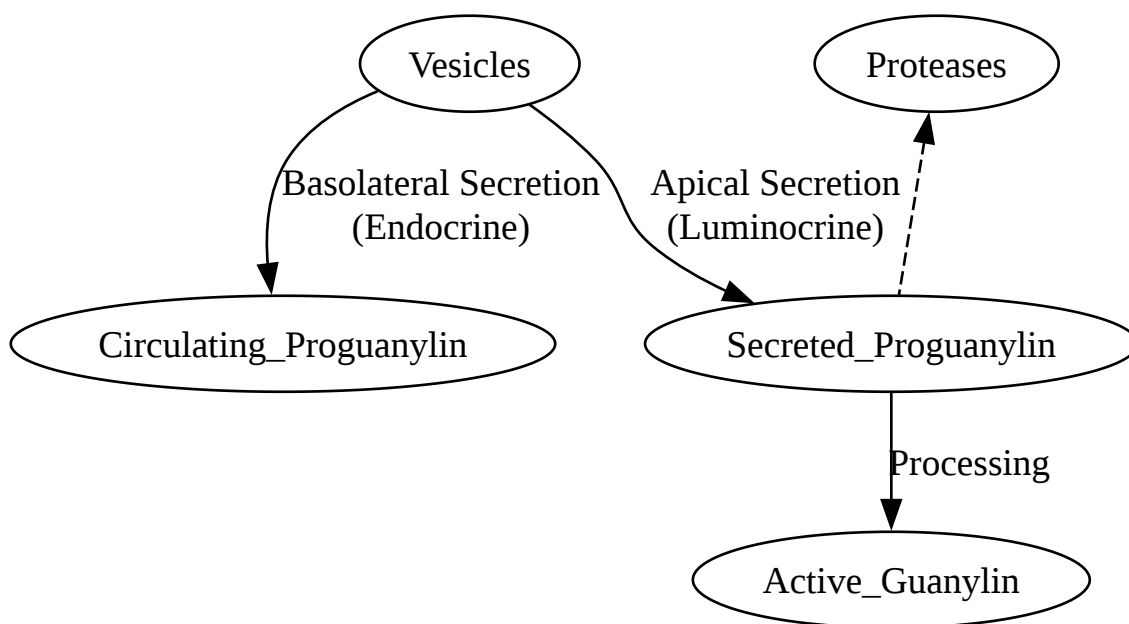 Vesicles
Proteases
Basolateral Secretion
(Endocrine)
Apical Secretion
(Luminocrine)
Circulating_Proguanylin
Secreted_Proguanylin
Processing
Active_Guanylin